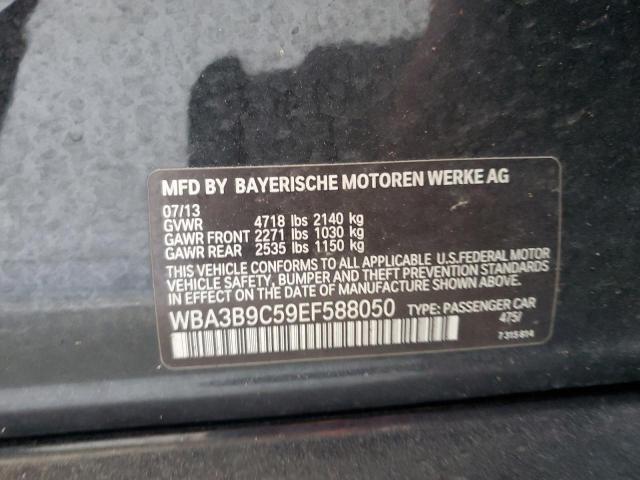 MFD BY BAYERISCHE MOTOREN WERKE AG
07/13
GVWR 4718 lbs 2140 kg
GAWR FRONT 2271 lbs 1030 kg
GAWR REAR 2535 lbs 1150 kg
THIS VEHICLE CONFORMS TO ALL APPLICABLE U.S.FEDERAL MOTOR
VEHICLE SAFETY, BUMPER, AND THEFT PREVENTION STANDARDS
IN EFFECT ON THE DATE OF MANUFACTURE SHOWN ABOVE.
WBA3B9C59EF588050 TYPE: PASSENGER CAR
475/
7 315 814